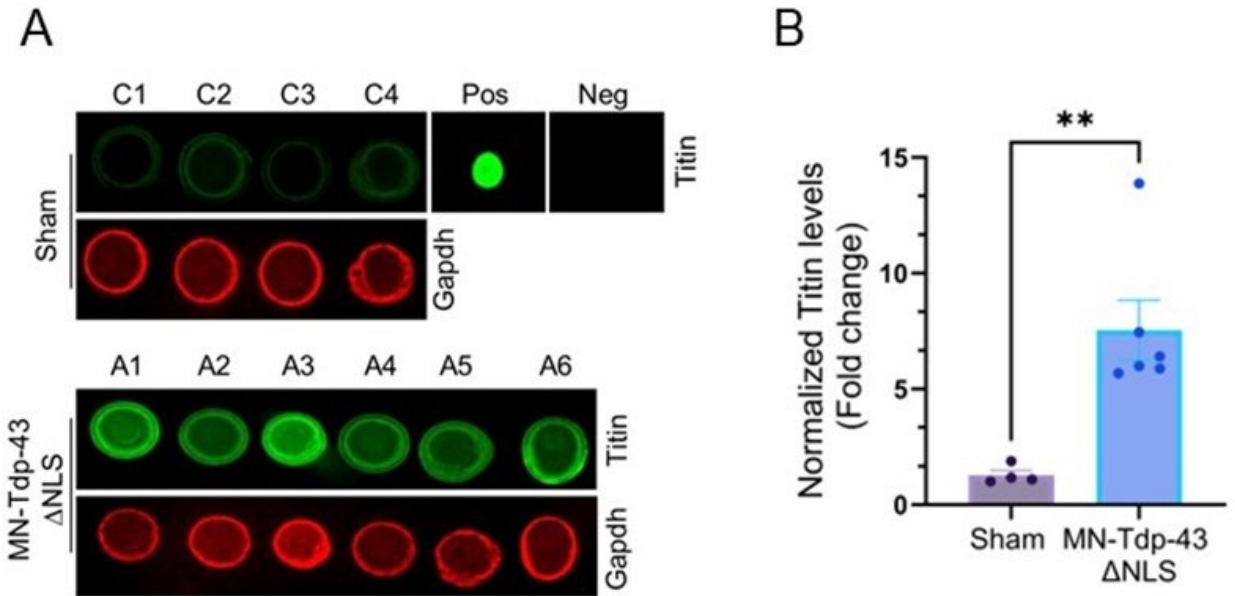 A
C1 C2 C3 C4 Pos Neg
Sham
Titin
Gapdh
A1 A2 A3 A4 A5 A6
MN-Tdp-43
ΔNLS
Titin
Gapdh
B
**
Normalized Titin levels
(Fold change)
15
10
5
0
Sham MN-Tdp-43
ΔNLS